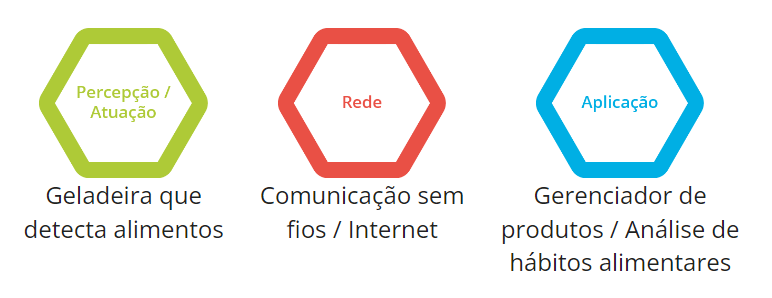 Percepção /
Atuação
Rede
Aplicação
Geladeira que
detecta alimentos
Comunicação sem
fios / Internet
Gerenciador de
produtos / Análise de
hábitos alimentares